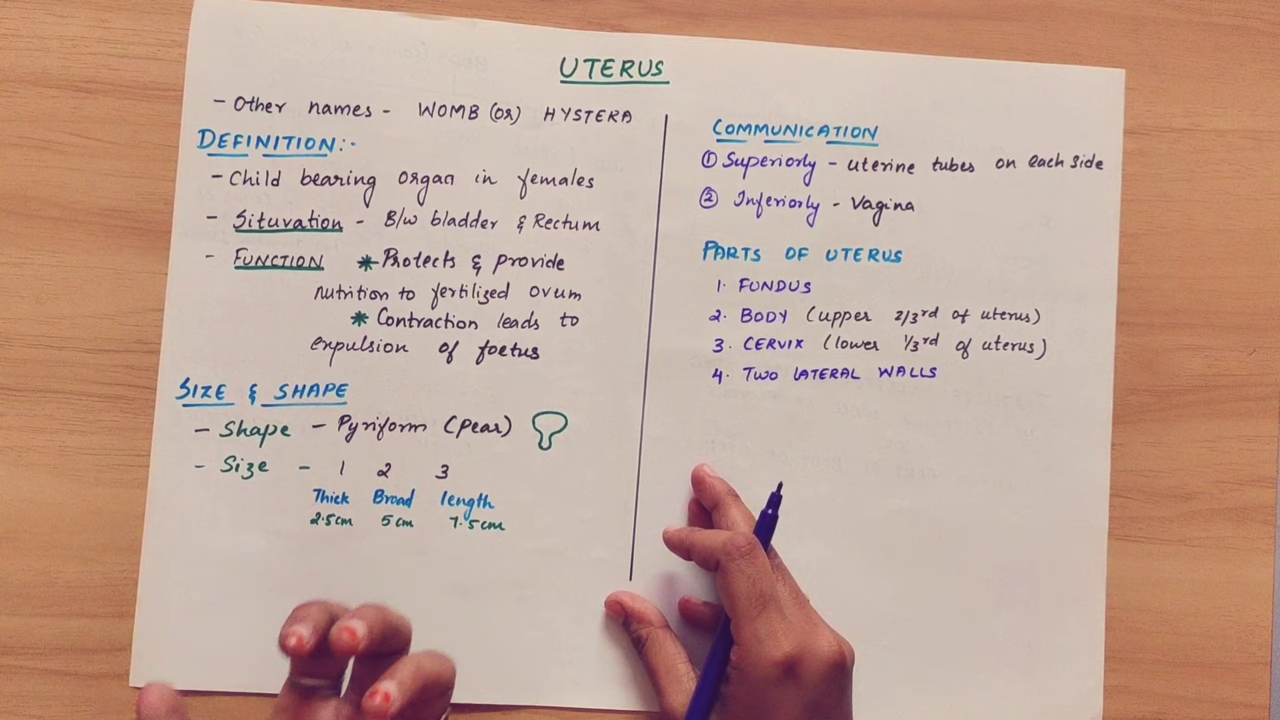 UTERUS
- Other names - WOMB (OR) HYSTERA
DEFINITION:-
- Child bearing organ in females
- Situvation - B/w bladder & Rectum
- FUNCTION * Protects & provide
nutrition to fertilized ovum
* Contraction leads to
expulsion of foetus
SIZE & SHAPE
- Shape - Pyriform (Pear)
- Size - 1 2 3
Thick Broad length
2.5cm 5cm 7.5cm
COMMUNICATION
① Superiorly - uterine tubes on each side
② Inferiorly - Vagina
PARTS OF UTERUS
1. FUNDUS
2. BODY (upper 2/3rd of uterus)
3. CERVIX (lower 1/3rd of uterus)
4. TWO LATERAL WALLS